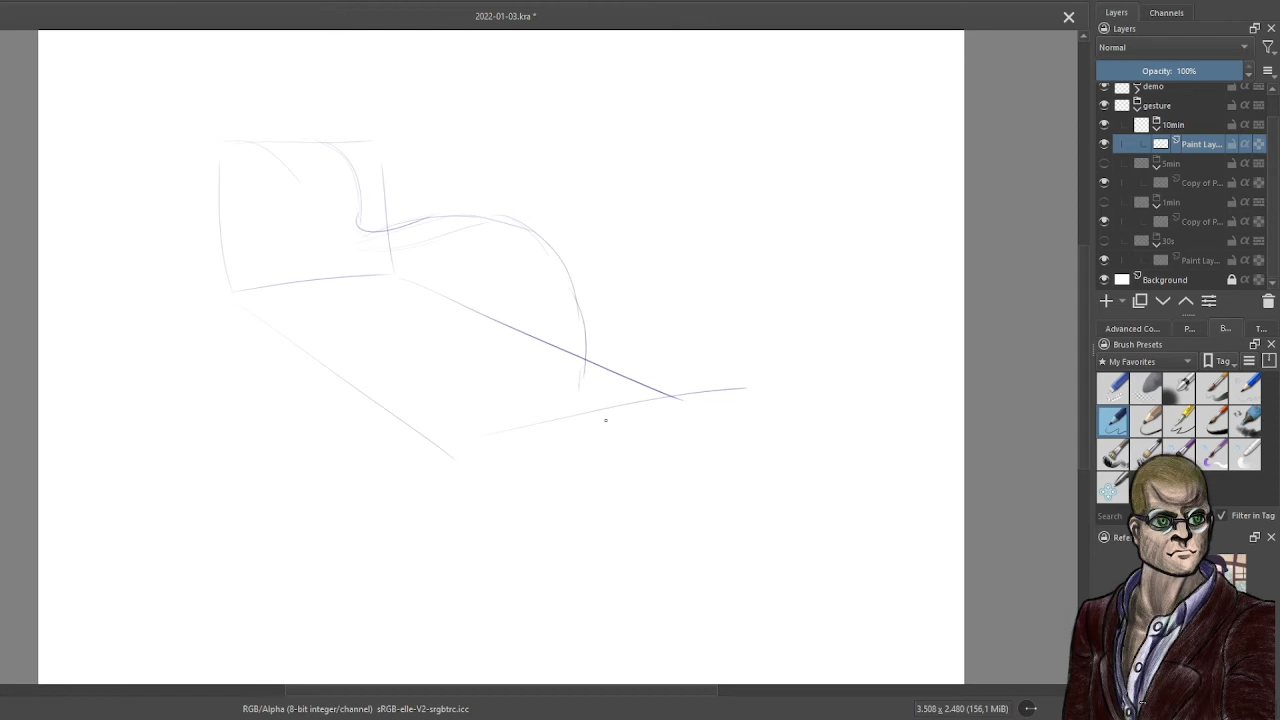 2022-01-03.kra *
Layers Channels
Layers
Normal
Opacity: 100%
demo
gesture
10min
Paint Lay...
5min
Copy of P...
1min
Copy of P...
30s
Paint Lay...
Background
Advanced Co... P... B... T...
Brush Presets
★ My Favorites Tag
Search Filter in Tag
Refe
RGB/Alpha (8-bit integer/channel) sRGB-elle-V2-srgbtrc.icc
3.508 x 2.480 (156,1 MiB)